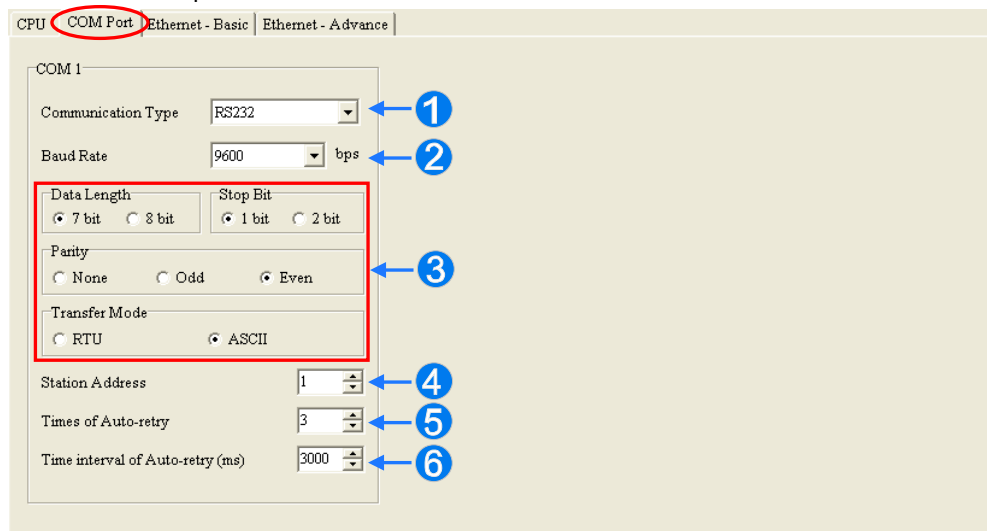 CPU COM Port Ethernet - Basic Ethernet - Advance
COM 1
Communication Type RS232 1
Baud Rate 9600 bps 2
Data Length Stop Bit
7 bit 8 bit 1 bit 2 bit
Parity
None Odd Even 3
Transfer Mode
RTU ASCII
Station Address 1 4
Times of Auto-retry 3 5
Time interval of Auto-retry (ms) 3000 6